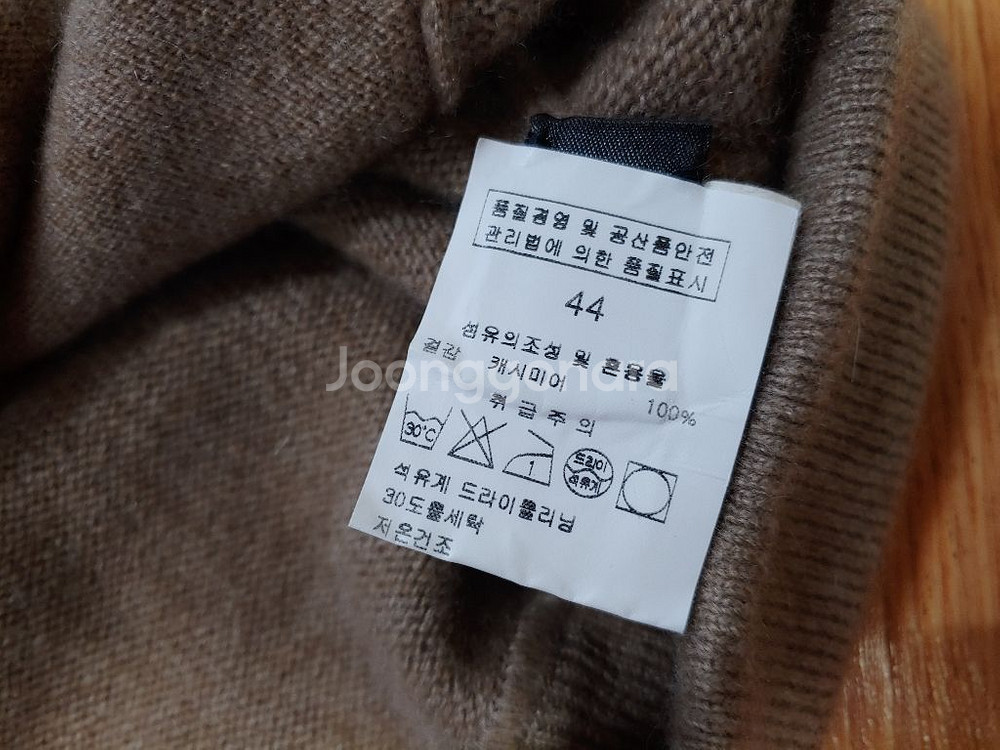 품질경영 및 공산품안전
관리법에 의한 품질표시
44
섬유의조성 및 혼용율
겉감 캐시미어 100%
Joonggonara
취 급 주 의
30°C 1 드라이 석유계
석유계 드라이클리닝
30도물세탁
저온건조